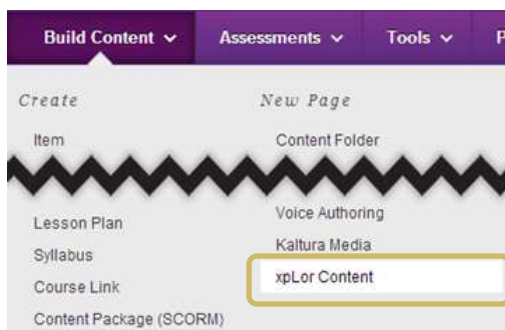 Build Content Assessments Tools P
Create New Page
Item Content Folder
Lesson Plan Voice Authoring
Syllabus Kaltura Media
Course Link xpLor Content
Content Package (SCORM)